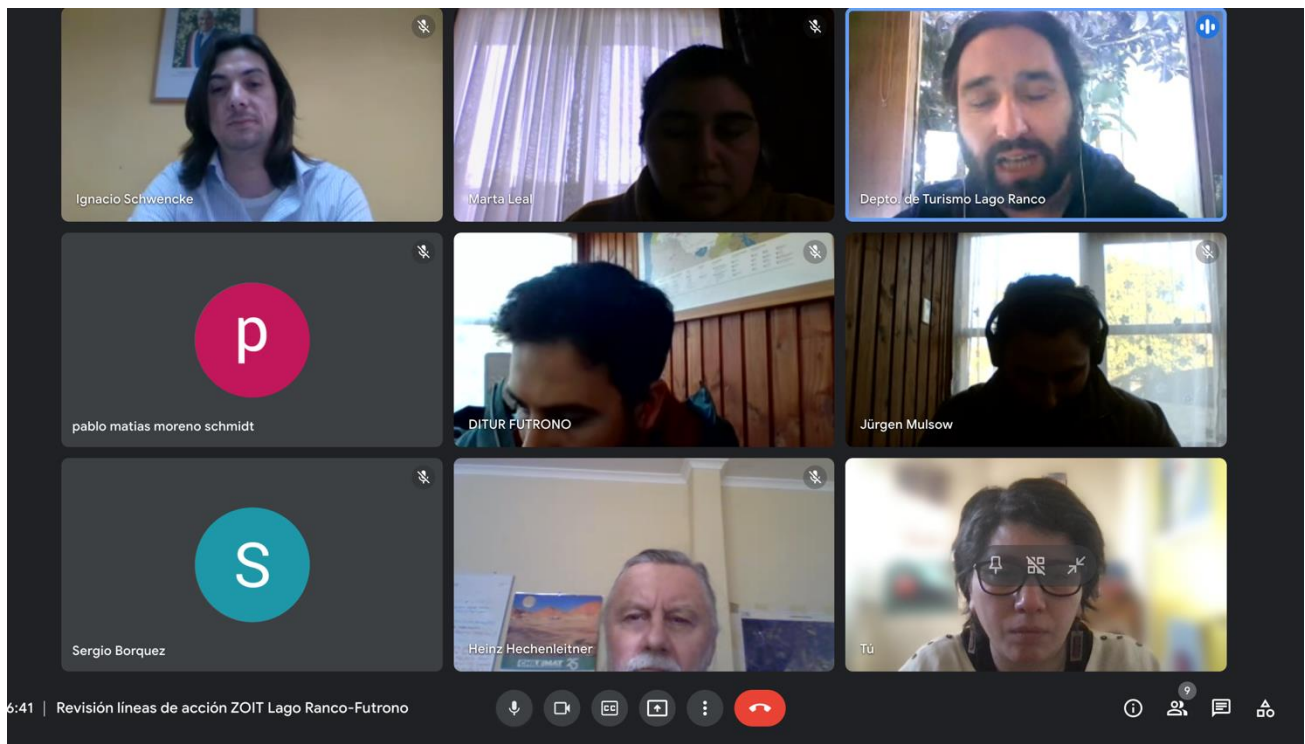 Ignacio Schwencke
Marta Leal
Depto. de Turismo Lago Ranco
p
pablo matias moreno schmidt
DITUR FUTRONO
Jürgen Mulsow
S
Sergio Borquez
Heinz Hechenleitner
Tú
6:41 | Revisión líneas de acción ZOIT Lago Ranco-Futrono
CC
9